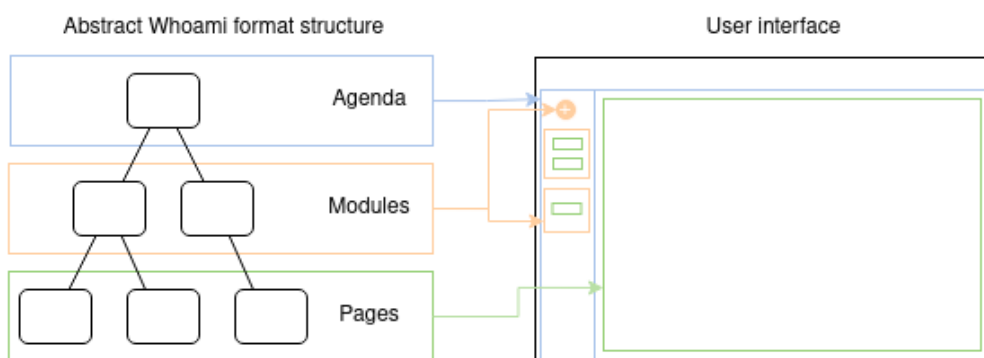 Abstract Whoami format structure
User interface
Agenda
Modules
Pages